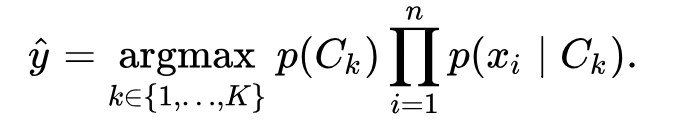 ŷ = argmax_{k∈{1,...,K}} p(C_k) ∏_{i=1}^{n} p(x_i | C_k).